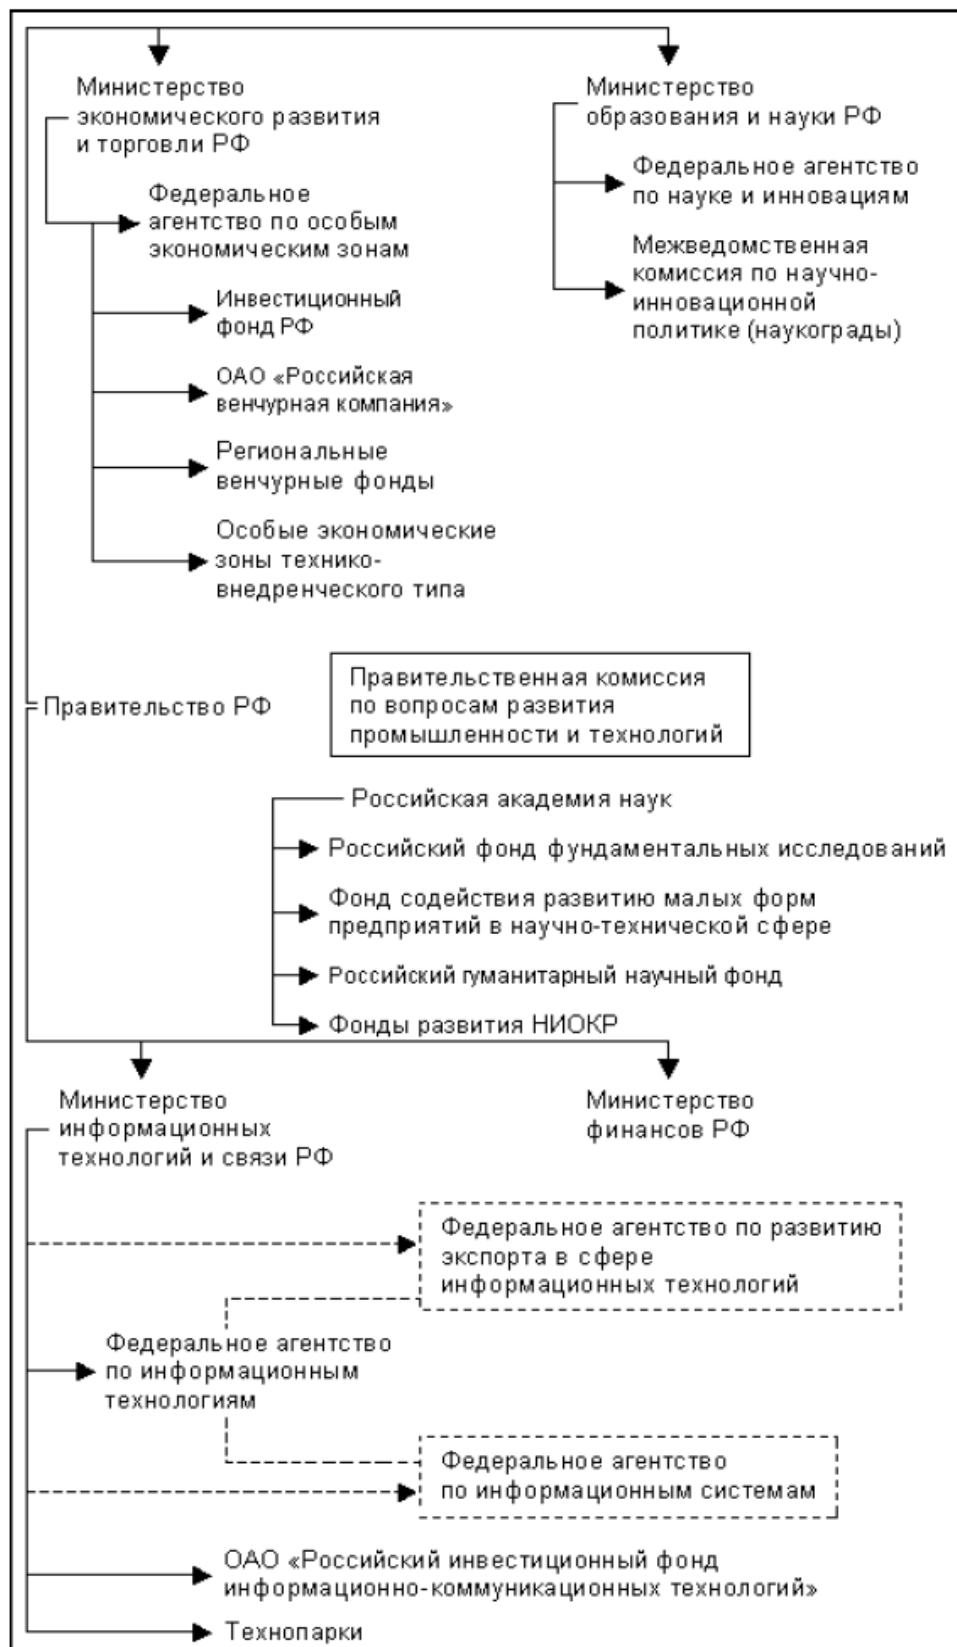 Министерство
экономического развития
и торговли РФ
Министерство
образования и науки РФ
Федеральное
агентство по особым
экономическим зонам
Федеральное агентство
по науке и инновациям
Межведомственная
комиссия по научно-
инновационной
политике (наукограды)
Инвестиционный
фонд РФ
ОАО «Российская
венчурная компания»
Региональные
венчурные фонды
Особые экономические
зоны технико-
внедренческого типа
Правительство РФ
Правительственная комиссия
по вопросам развития
промышленности и технологий
Российская академия наук
Российский фонд фундаментальных исследований
Фонд содействия развитию малых форм
предприятий в научно-технической сфере
Российский гуманитарный научный фонд
Фонды развития НИОКР
Министерство
информационных
технологий и связи РФ
Министерство
финансов РФ
Федеральное агентство по развитию
экспорта в сфере
информационных технологий
Федеральное агентство
по информационным
технологиям
Федеральное агентство
по информационным системам
ОАО «Российский инвестиционный фонд
информационно-коммуникационных технологий»
Технопарки